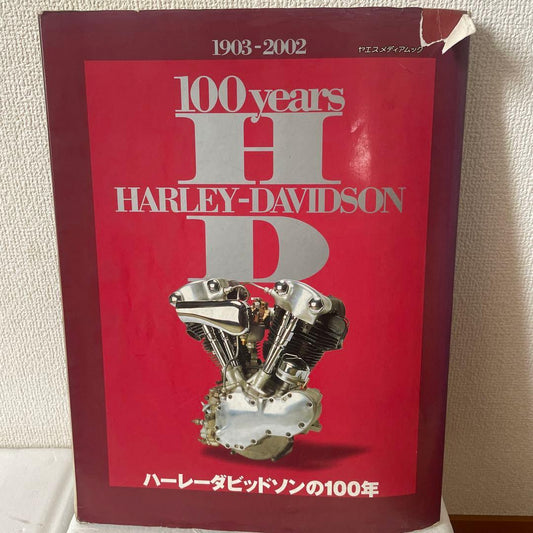 1903-2002
ヤエスメディアムック
100 years
H
HARLEY-DAVIDSON
D
ハーレーダビッドソンの100年